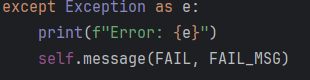 except Exception as e:
    print(f"Error: {e}")
    self.message(FAIL, FAIL_MSG)